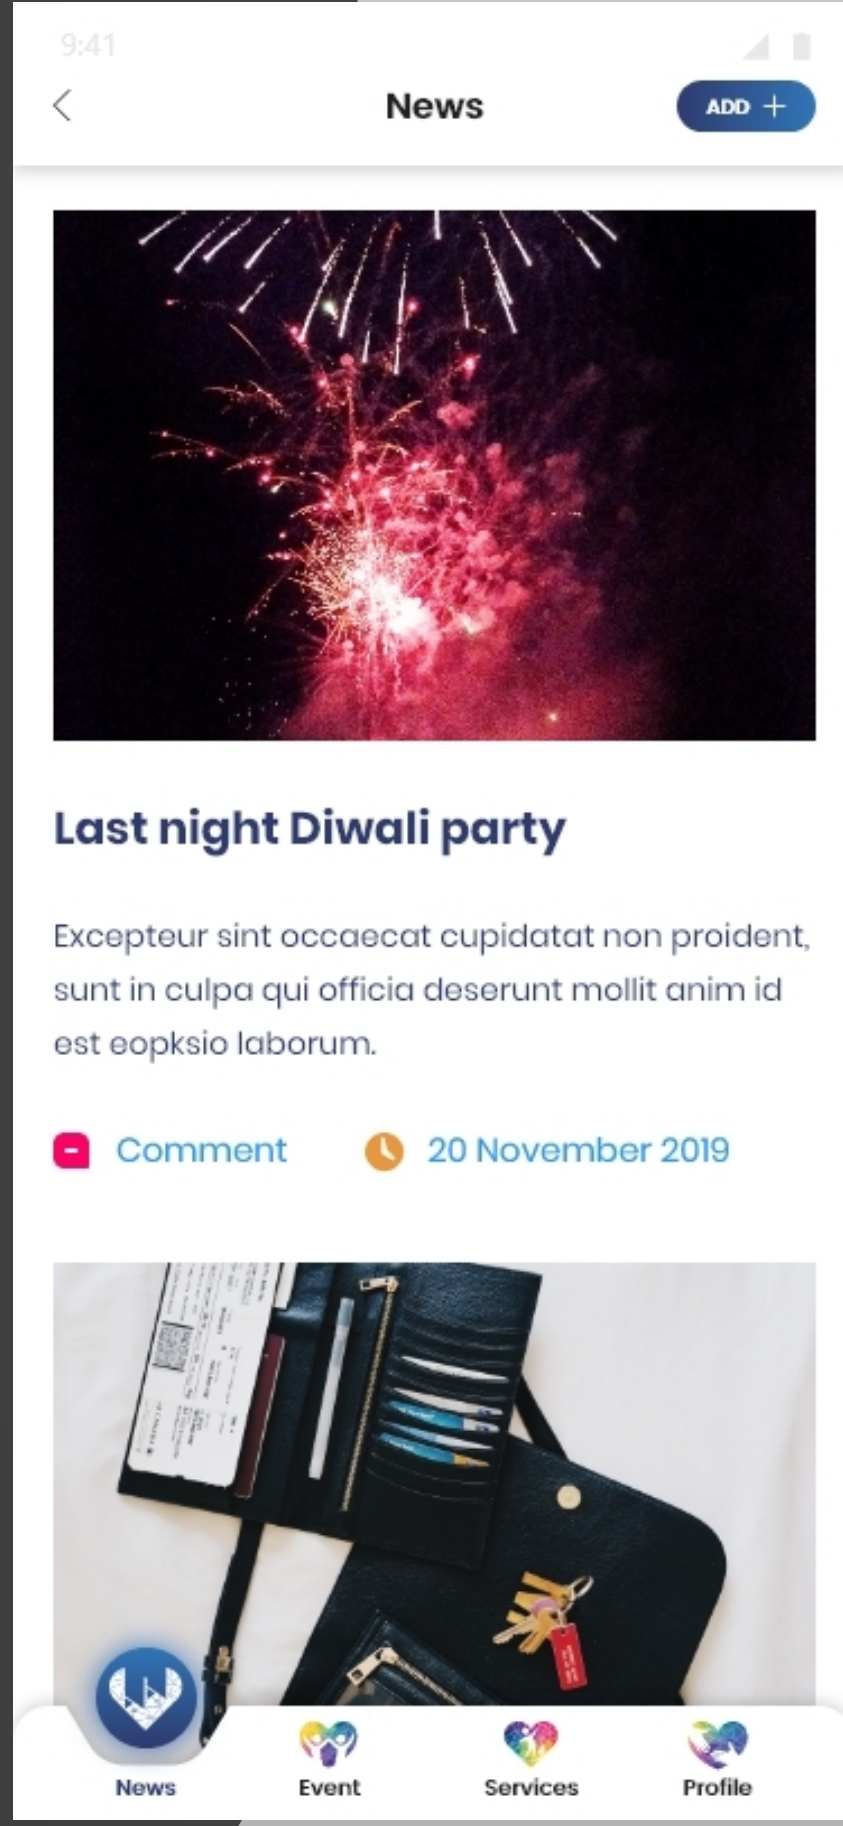 9:41
News
ADD +
Last night Diwali party
Excepteur sint occaecat cupidatat non proident,
sunt in culpa qui officia deserunt mollit anim id
est eopksio laborum.
Comment
20 November 2019
News
Event
Services
Profile